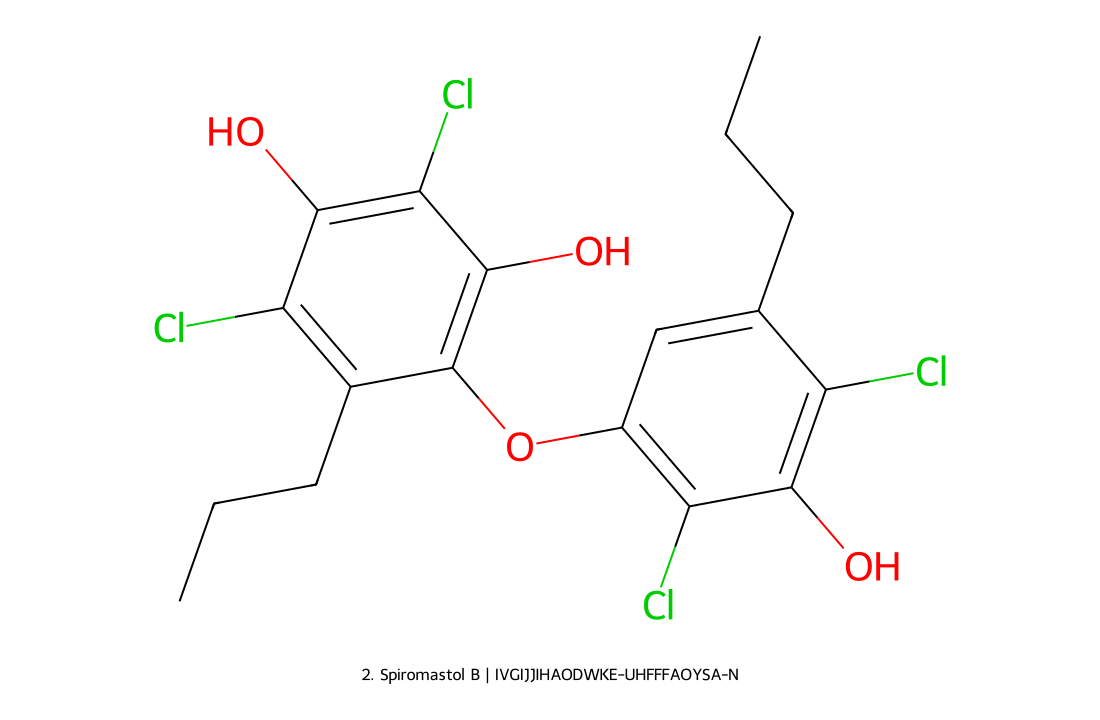 Cl
HO
OH
Cl
Cl
O
OH
Cl
2. Spiromastol B | IVGIJJIHAODWKE-UHFFFAOYSA-N